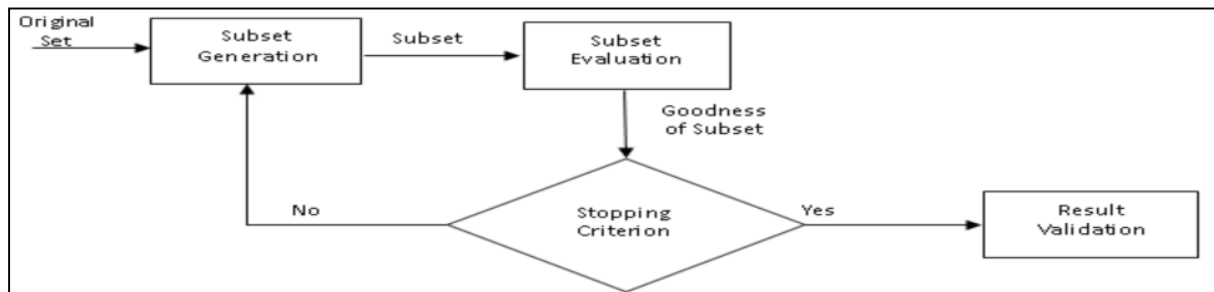 Original
Set
Subset
Generation
Subset
Subset
Evaluation
Goodness
of Subset
No
Stopping
Criterion
Yes
Result
Validation